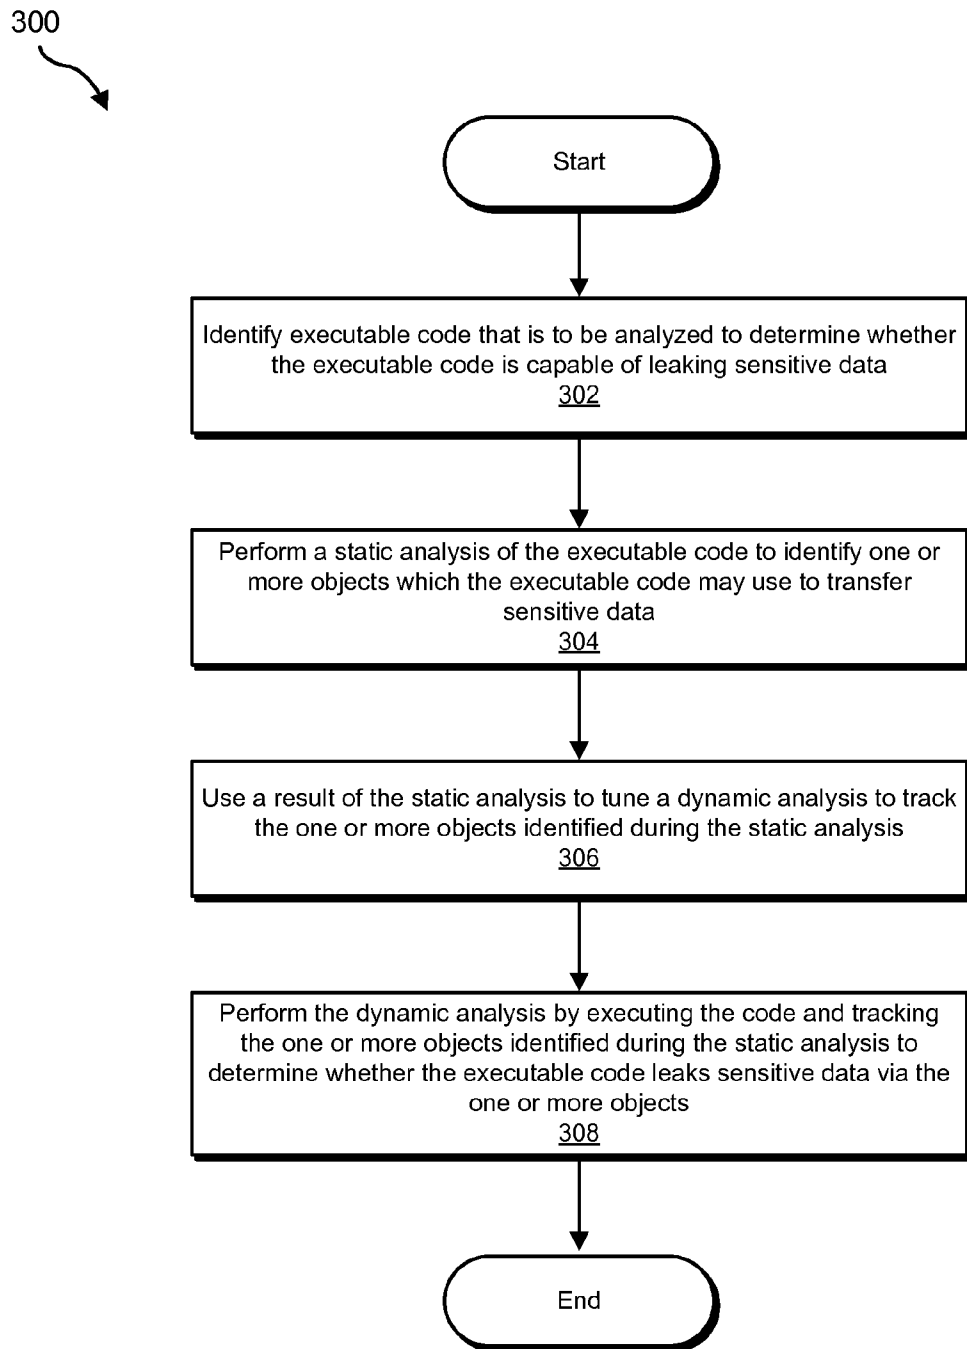 300
Start
Identify executable code that is to be analyzed to determine whether
the executable code is capable of leaking sensitive data
302
Perform a static analysis of the executable code to identify one or
more objects which the executable code may use to transfer
sensitive data
304
Use a result of the static analysis to tune a dynamic analysis to track
the one or more objects identified during the static analysis
306
Perform the dynamic analysis by executing the code and tracking
the one or more objects identified during the static analysis to
determine whether the executable code leaks sensitive data via the
one or more objects
308
End